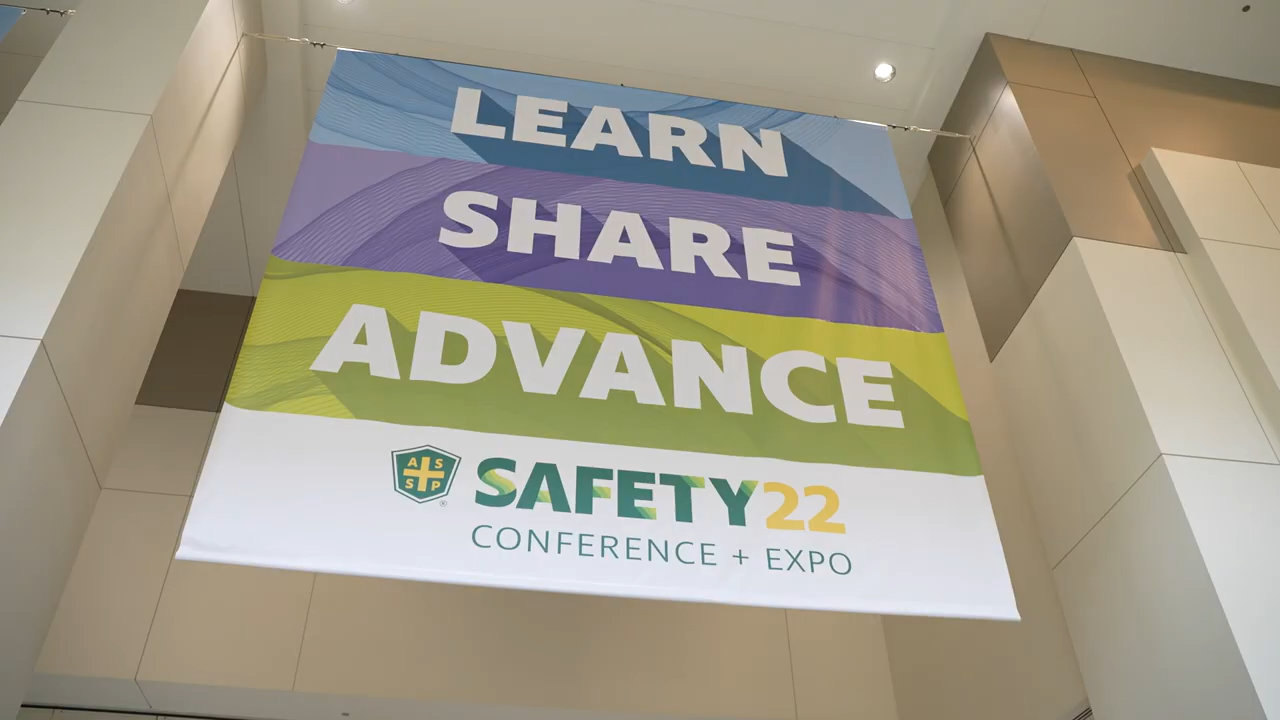 LEARN
SHARE
ADVANCE
A S
S P
®
SAFETY22
CONFERENCE + EXPO